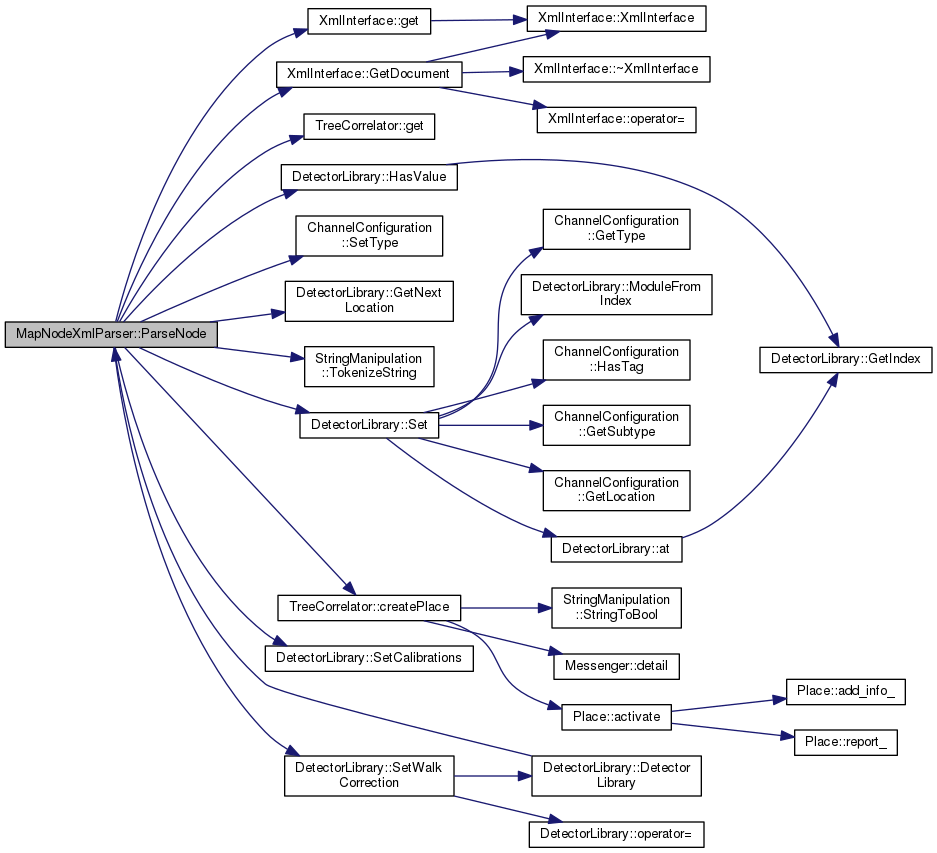 XmlInterface::get
XmlInterface::XmlInterface
XmlInterface::GetDocument
XmlInterface::~XmlInterface
XmlInterface::operator=
TreeCorrelator::get
DetectorLibrary::HasValue
ChannelConfiguration
::SetType
ChannelConfiguration
::GetType
DetectorLibrary::GetNext
Location
DetectorLibrary::ModuleFrom
Index
MapNodeXmlParser::ParseNode
StringManipulation
::TokenizeString
ChannelConfiguration
::HasTag
DetectorLibrary::GetIndex
DetectorLibrary::Set
ChannelConfiguration
::GetSubtype
ChannelConfiguration
::GetLocation
DetectorLibrary::at
TreeCorrelator::createPlace
StringManipulation
::StringToBool
DetectorLibrary::SetCalibrations
Messenger::detail
Place::activate
Place::add_info_
Place::report_
DetectorLibrary::SetWalk
Correction
DetectorLibrary::Detector
Library
DetectorLibrary::operator=